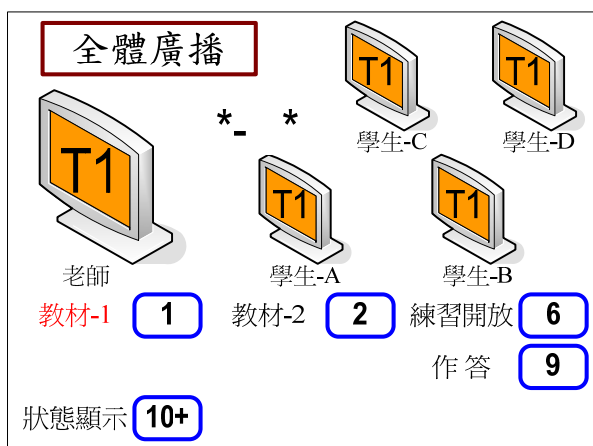 全體廣播
T1
T1
*- *
學生-C
學生-D
T1
T1
T1
老師
學生-A
學生-B
教材-1 1 教材-2 2 練習開放 6
作 答 9
狀態顯示 10+